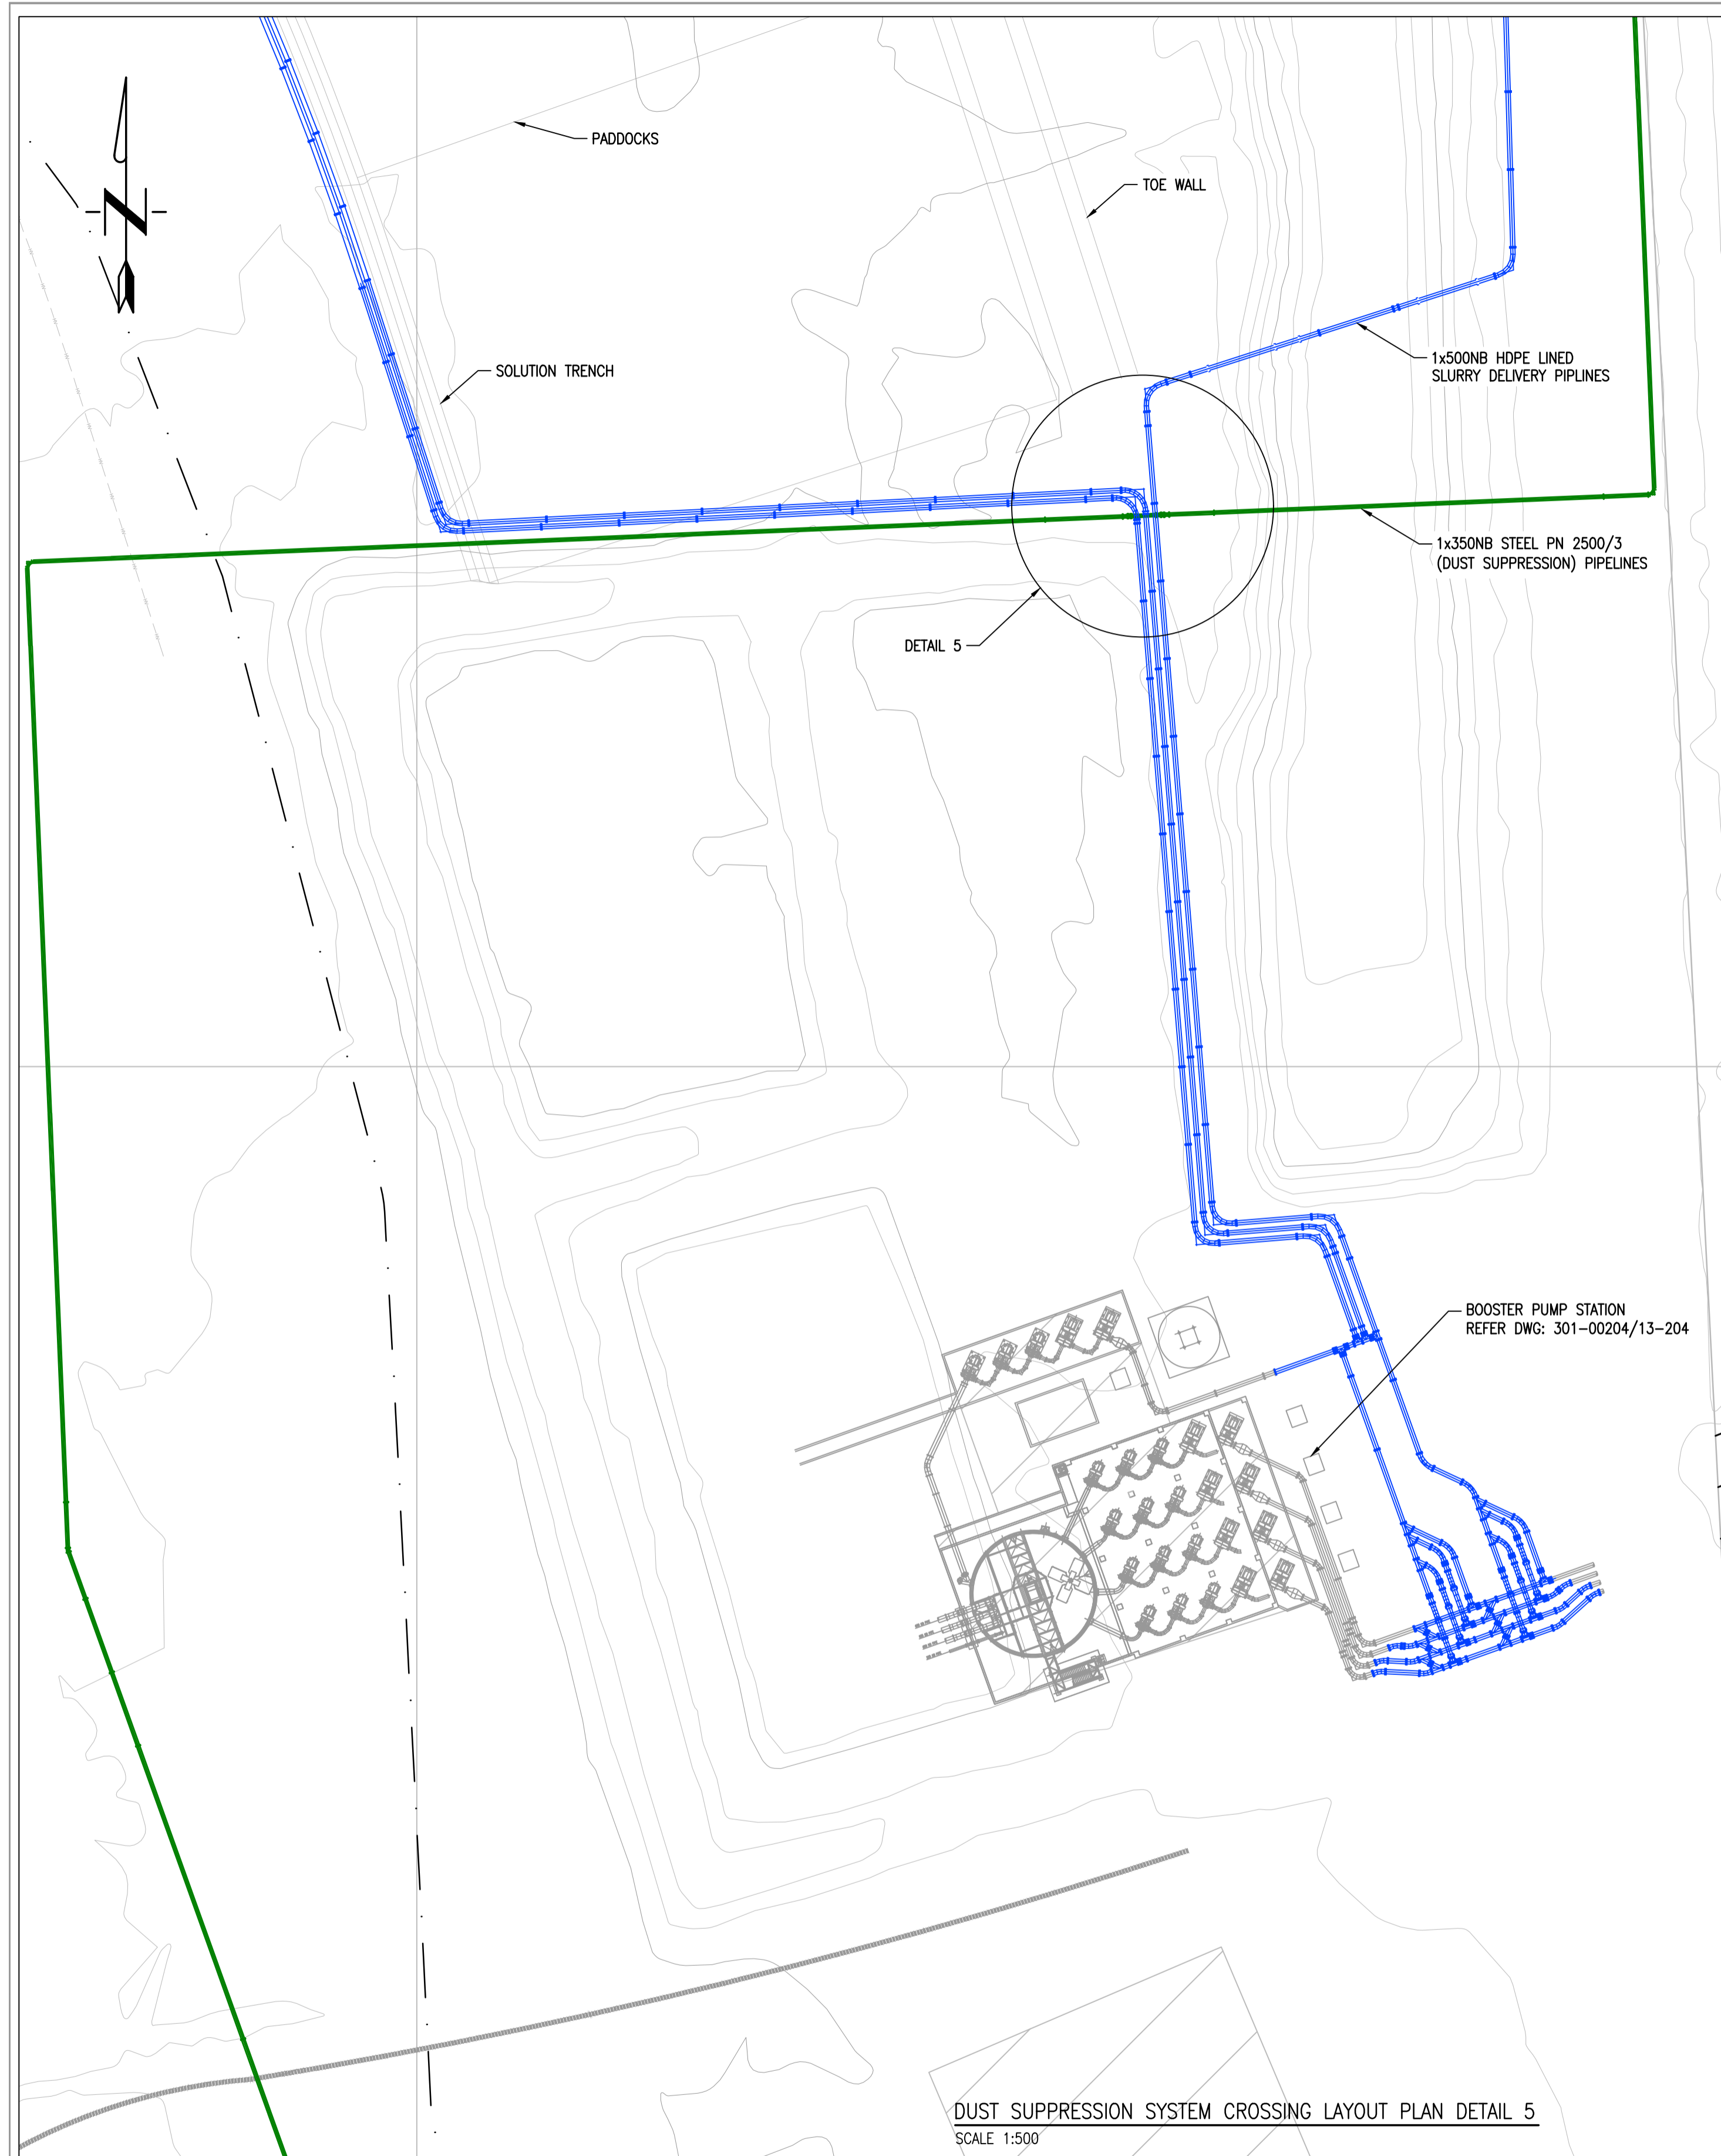 N
PADDOCKS
TOE WALL
SOLUTION TRENCH
1x500NB HDPE LINED
SLURRY DELIVERY PIPLINES
1x350NB STEEL PN 2500/3
(DUST SUPPRESSION) PIPELINES
DETAIL 5
BOOSTER PUMP STATION
REFER DWG: 301-00204/13-204
DUST SUPPRESSION SYSTEM CROSSING LAYOUT PLAN DETAIL 5
SCALE 1:500